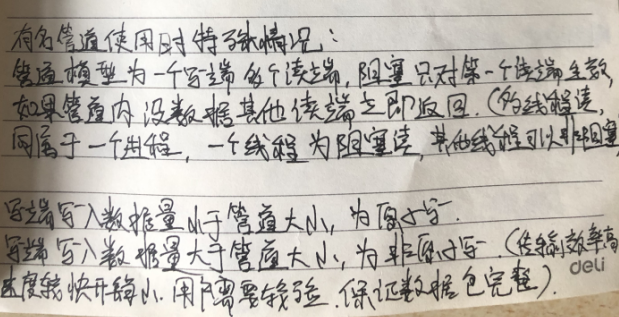 有名管道使用时特殊情况：
管道模型为一个写端多个读端，阻塞只对第一个读端生效，
如果管道内没数据其他读端立即返回．（多线程读，
同属于一个进程，一个线程为阻塞读，其他线程可以非阻塞
写端写入数据量小于管道大小，为原子写．
写端写入数据量大于管道大小，为非原子写．（传输效率高
速度较快开销小．用户需要校验．保证数据包完整）．
deli